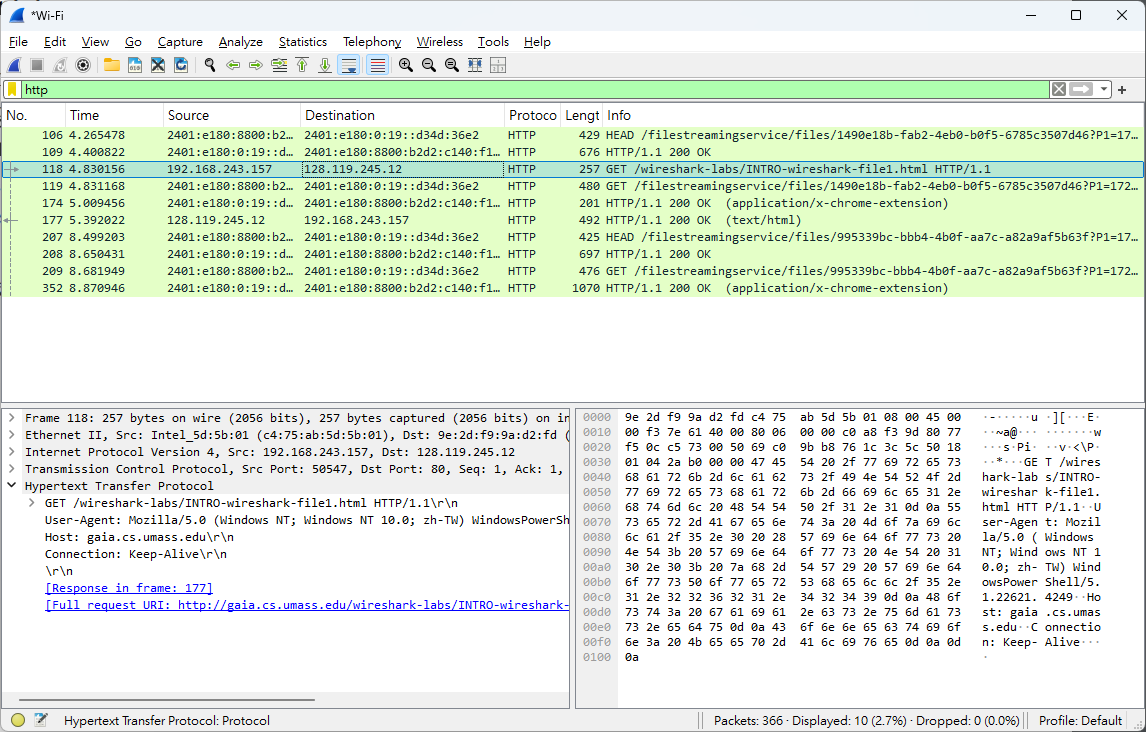 *Wi-Fi
File Edit View Go Capture Analyze Statistics Telephony Wireless Tools Help
http
No. Time Source Destination Protoco Lengt Info
106 4.265478 2401:e180:8800:b2… 2401:e180:0:19::d34d:36e2 HTTP 429 HEAD /filestreamingservice/files/1490e18b-fab2-4eb0-b0f5-6785c3507d46?P1=17…
109 4.400822 2401:e180:0:19::d… 2401:e180:8800:b2d2:c140:f1… HTTP 676 HTTP/1.1 200 OK
118 4.830156 192.168.243.157 128.119.245.12 HTTP 257 GET /wireshark-labs/INTRO-wireshark-file1.html HTTP/1.1
119 4.831168 2401:e180:8800:b2… 2401:e180:0:19::d34d:36e2 HTTP 480 GET /filestreamingservice/files/1490e18b-fab2-4eb0-b0f5-6785c3507d46?P1=172…
174 5.009456 2401:e180:0:19::d… 2401:e180:8800:b2d2:c140:f1… HTTP 201 HTTP/1.1 200 OK (application/x-chrome-extension)
177 5.392022 128.119.245.12 192.168.243.157 HTTP 492 HTTP/1.1 200 OK (text/html)
207 8.499203 2401:e180:8800:b2… 2401:e180:0:19::d34d:36e2 HTTP 425 HEAD /filestreamingservice/files/995339bc-bbb4-4b0f-aa7c-a82a9af5b63f?P1=17…
208 8.650431 2401:e180:0:19::d… 2401:e180:8800:b2d2:c140:f1… HTTP 697 HTTP/1.1 200 OK
209 8.681949 2401:e180:8800:b2… 2401:e180:0:19::d34d:36e2 HTTP 476 GET /filestreamingservice/files/995339bc-bbb4-4b0f-aa7c-a82a9af5b63f?P1=172…
352 8.870946 2401:e180:0:19::d… 2401:e180:8800:b2d2:c140:f1… HTTP 1070 HTTP/1.1 200 OK (application/x-chrome-extension)
Frame 118: 257 bytes on wire (2056 bits), 257 bytes captured (2056 bits) on in
Ethernet II, Src: Intel_5d:5b:01 (c4:75:ab:5d:5b:01), Dst: 9e:2d:f9:9a:d2:fd (
Internet Protocol Version 4, Src: 192.168.243.157, Dst: 128.119.245.12
Transmission Control Protocol, Src Port: 50547, Dst Port: 80, Seq: 1, Ack: 1,
Hypertext Transfer Protocol
GET /wireshark-labs/INTRO-wireshark-file1.html HTTP/1.1\r\n
User-Agent: Mozilla/5.0 (Windows NT; Windows NT 10.0; zh-TW) WindowsPowerSh
Host: gaia.cs.umass.edu\r\n
Connection: Keep-Alive\r\n
\r\n
[Response in frame: 177]
[Full request URI: http://gaia.cs.umass.edu/wireshark-labs/INTRO-wireshark-
0000 9e 2d f9 9a d2 fd c4 75 ab 5d 5b 01 08 00 45 00 ·-·····u ·][···E·
0010 00 f3 7e 61 40 00 80 06 00 00 c0 a8 f3 9d 80 77 ··~a@··· ·······w
0020 f5 0c c5 73 00 50 69 c0 9b b8 76 1c 3c 5c 50 18 ···s·Pi· ··v·<\P·
0030 01 04 2a b0 00 00 47 45 54 20 2f 77 69 72 65 73 ··*···GE T /wires
0040 68 61 72 6b 2d 6c 61 62 73 2f 49 4e 54 52 4f 2d hark-lab s/INTRO-
0050 77 69 72 65 73 68 61 72 6b 2d 66 69 6c 65 31 2e wireshar k-file1.
0060 68 74 6d 6c 20 48 54 54 50 2f 31 2e 31 0d 0a 55 html HTT P/1.1··U
0070 73 65 72 2d 41 67 65 6e 74 3a 20 4d 6f 7a 69 6c ser-Agen t: Mozil
0080 6c 61 2f 35 2e 30 20 28 57 69 6e 64 6f 77 73 20 la/5.0 ( Windows
0090 4e 54 3b 20 57 69 6e 64 6f 77 73 20 4e 54 20 31 NT; Wind ows NT 1
00a0 30 2e 30 3b 20 7a 68 2d 54 57 29 20 57 69 6e 64 0.0; zh- TW) Wind
00b0 6f 77 73 50 6f 77 65 72 53 68 65 6c 6c 2f 35 2e owsPower Shell/5.
00c0 31 2e 32 32 36 32 31 2e 34 32 34 39 0d 0a 48 6f 1.22621. 4249··Ho
00d0 73 74 3a 20 67 61 69 61 2e 63 73 2e 75 6d 61 73 st: gaia .cs.umas
00e0 73 2e 65 64 75 0d 0a 43 6f 6e 6e 65 63 74 69 6f s.edu··C onnectio
00f0 6e 3a 20 4b 65 65 70 2d 41 6c 69 76 65 0d 0a 0d n: Keep- Alive···
0100 0a ·
Hypertext Transfer Protocol: Protocol
Packets: 366 · Displayed: 10 (2.7%) · Dropped: 0 (0.0%)
Profile: Default